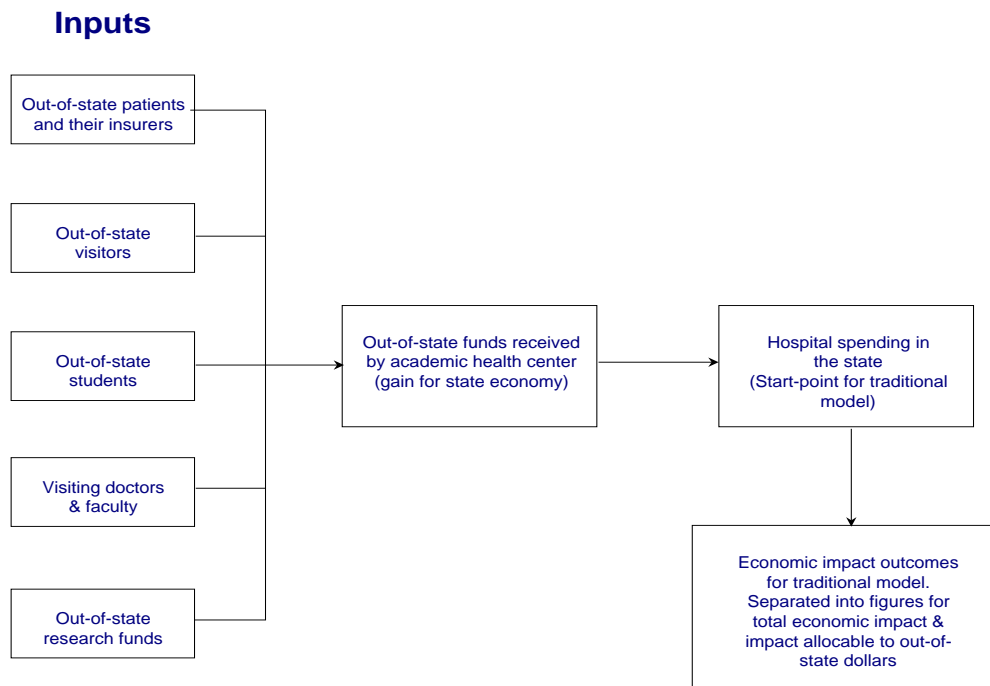 Inputs
Out-of-state patients
and their insurers
Out-of-state
visitors
Out-of-state
students
Visiting doctors
& faculty
Out-of-state
research funds
Out-of-state funds received
by academic health center
(gain for state economy)
Hospital spending in
the state
(Start-point for traditional
model)
Economic impact outcomes
for traditional model.
Separated into figures for
total economic impact &
impact allocable to out-of-
state dollars